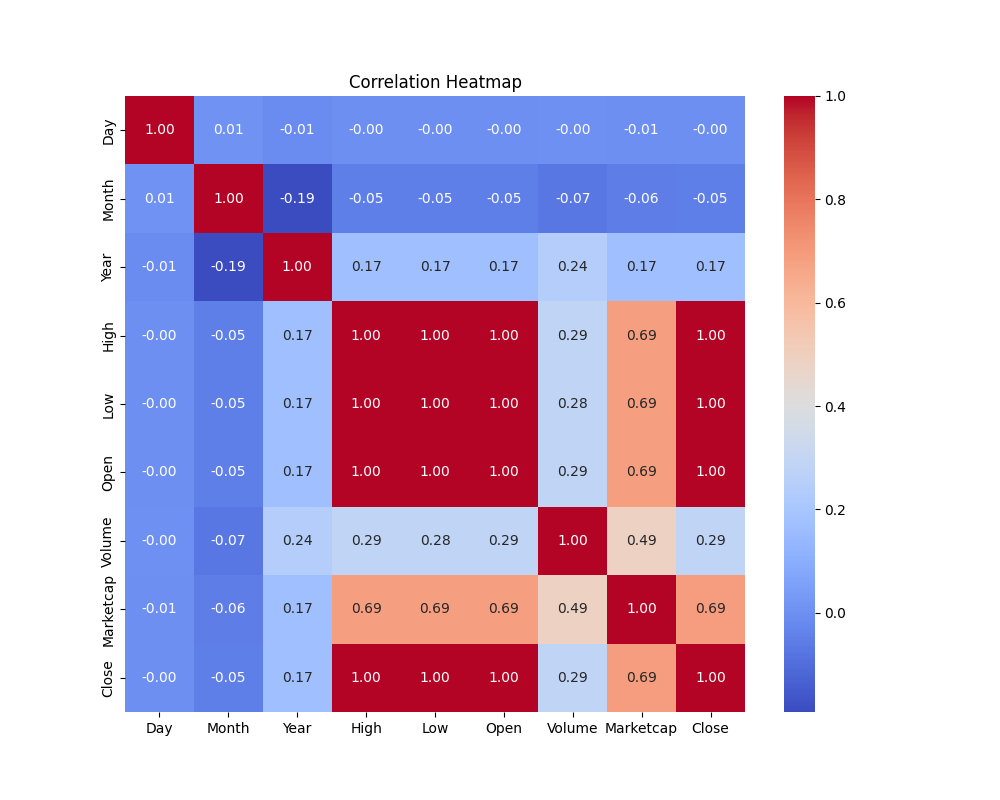 Correlation Heatmap
Day 1.00 0.01 -0.01 -0.00 -0.00 -0.00 -0.00 -0.01 -0.00
Month 0.01 1.00 -0.19 -0.05 -0.05 -0.05 -0.07 -0.06 -0.05
Year -0.01 -0.19 1.00 0.17 0.17 0.17 0.24 0.17 0.17
High -0.00 -0.05 0.17 1.00 1.00 1.00 0.29 0.69 1.00
Low -0.00 -0.05 0.17 1.00 1.00 1.00 0.28 0.69 1.00
Open -0.00 -0.05 0.17 1.00 1.00 1.00 0.29 0.69 1.00
Volume -0.00 -0.07 0.24 0.29 0.28 0.29 1.00 0.49 0.29
Marketcap -0.01 -0.06 0.17 0.69 0.69 0.69 0.49 1.00 0.69
Close -0.00 -0.05 0.17 1.00 1.00 1.00 0.29 0.69 1.00
Day Month Year High Low Open Volume Marketcap Close
1.0
0.8
0.6
0.4
0.2
0.0